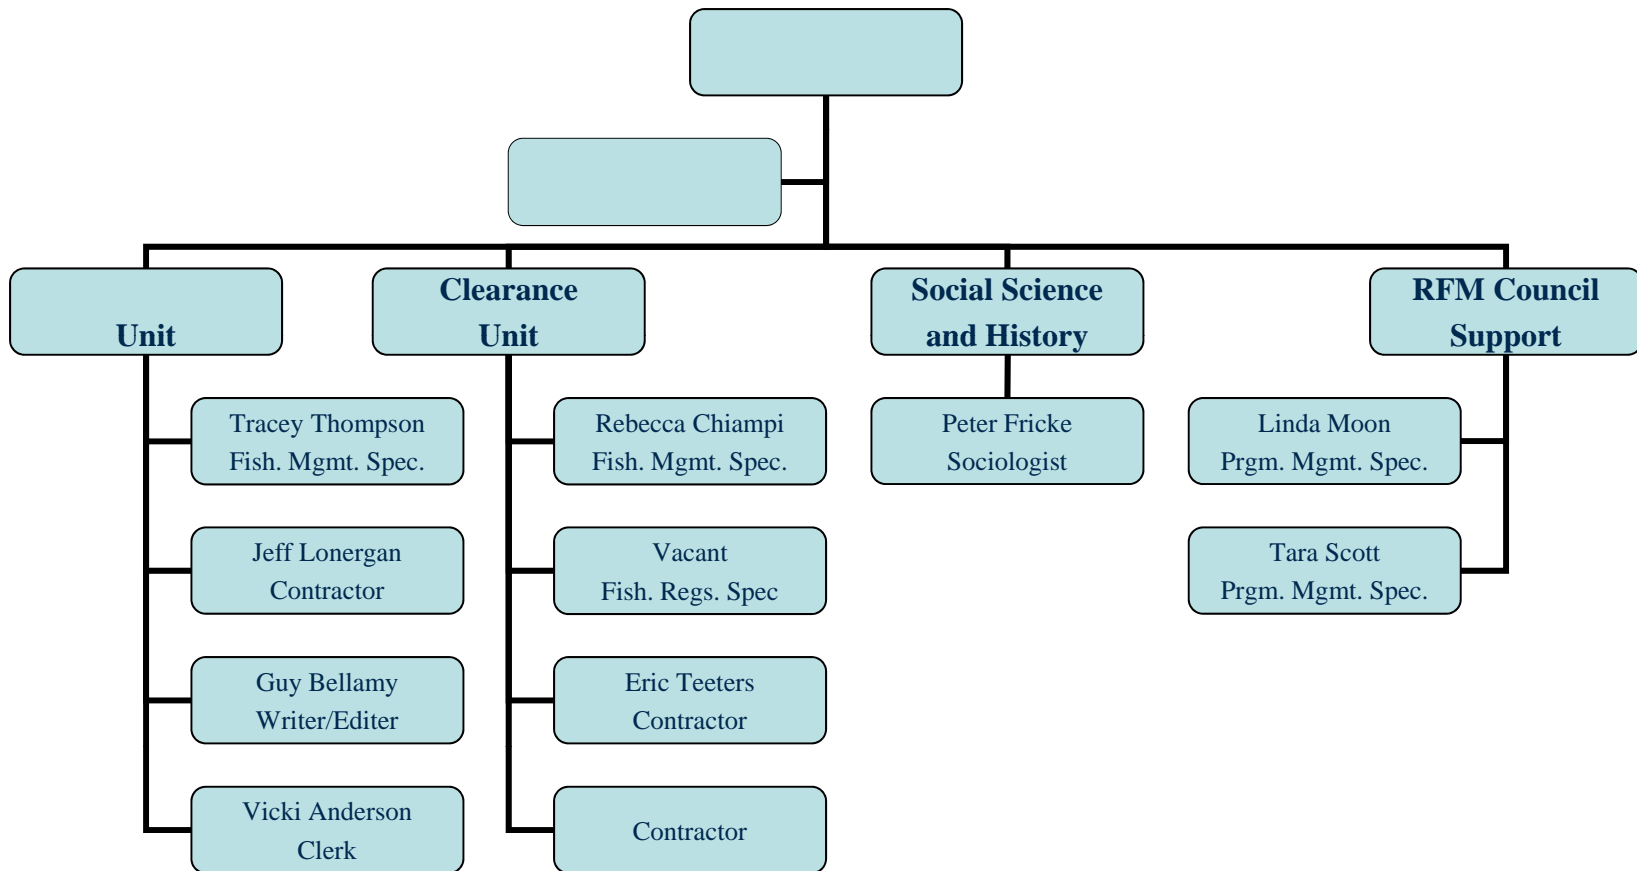 Unit
Clearance
Unit
Social Science
and History
RFM Council
Support
Tracey Thompson
Fish. Mgmt. Spec.
Jeff Lonergan
Contractor
Guy Bellamy
Writer/Editer
Vicki Anderson
Clerk
Rebecca Chiampi
Fish. Mgmt. Spec.
Vacant
Fish. Regs. Spec
Eric Teeters
Contractor
Contractor
Peter Fricke
Sociologist
Linda Moon
Prgm. Mgmt. Spec.
Tara Scott
Prgm. Mgmt. Spec.